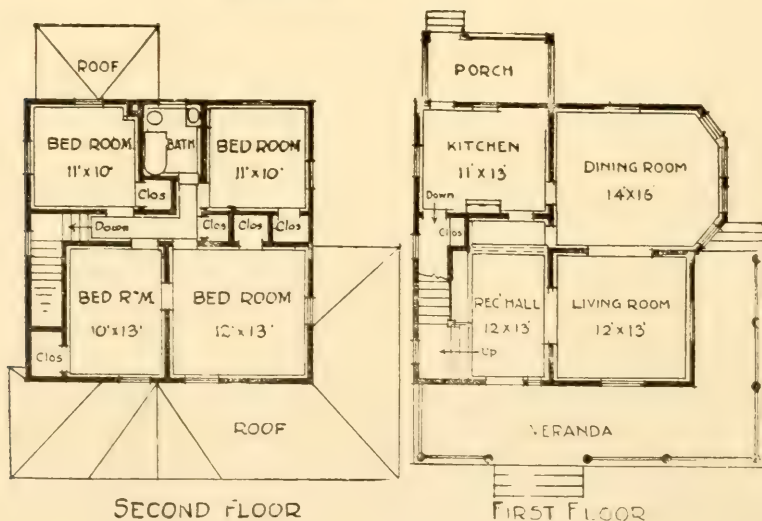 ROOF
BED ROOM
11'x10'
BATH
BED ROOM
11'x10'
Clos
Down
Clos
Clos
Clos
BED R'M.
10'x13'
BED ROOM
12'x13'
Clos
ROOF
SECOND FLOOR
PORCH
KITCHEN
11'x13'
DINING ROOM
14'x16'
Down
Clos
REC' HALL
12x13'
LIVING ROOM
12'x13'
Up
VERANDA
FIRST FLOOR